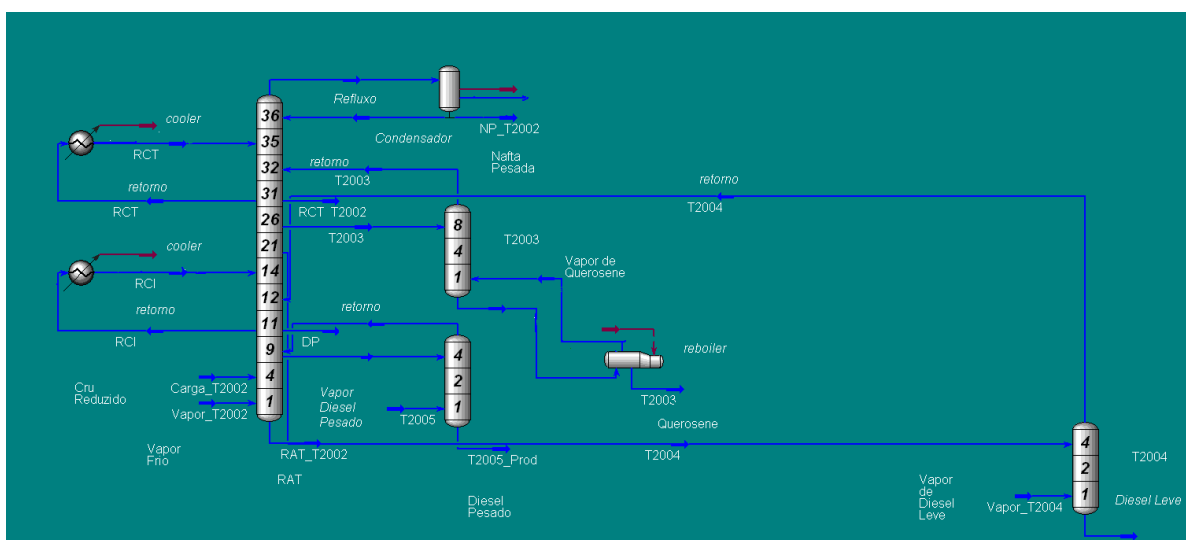 Refluxo
Condensador
NP_T2002
Nafta
Pesada
cooler
RCT
retorno
RCT
36
35
32
31
26
21
14
12
11
9
4
1
retorno
T2003
RCT T2002
T2003
8
4
1
T2003
Vapor de
Querosene
retorno
T2004
cooler
RCI
RCI
retorno
DP
4
2
1
reboiler
T2003
Querosene
Cru
Reduzido
Carga_T2002
Vapor_T2002
Vapor
Diesel
Pesado
T2005
Vapor
Frio
RAT_T2002
RAT
T2005_Prod
Diesel
Pesado
T2004
4
2
1
T2004
Vapor
de
Diesel
Leve
Vapor_T2004
Diesel Leve